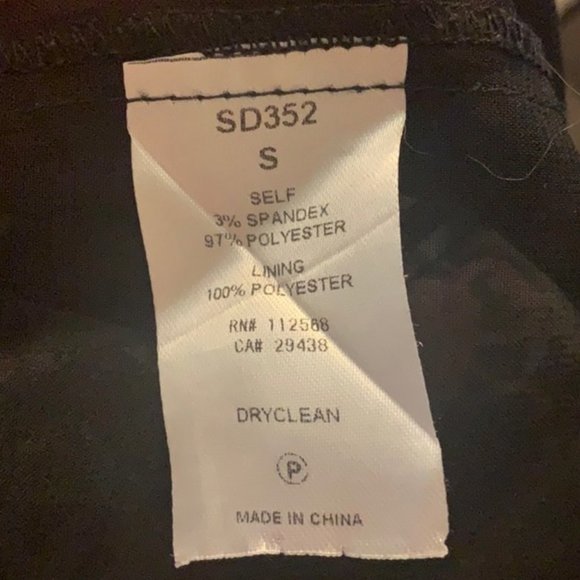 SD352
S
SELF
3% SPANDEX
97% POLYESTER
LINING
100% POLYESTER
RN# 112568
CA# 29438
DRYCLEAN
P
MADE IN CHINA